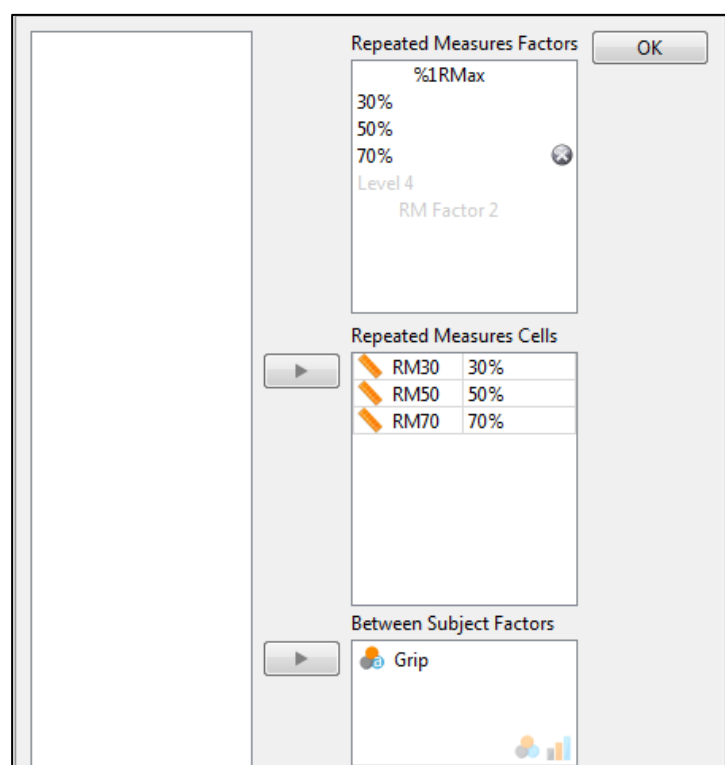 Repeated Measures Factors
OK
%1RMax
30%
50%
70%
Level 4
RM Factor 2
Repeated Measures Cells
RM30 30%
RM50 50%
RM70 70%
Between Subject Factors
a Grip